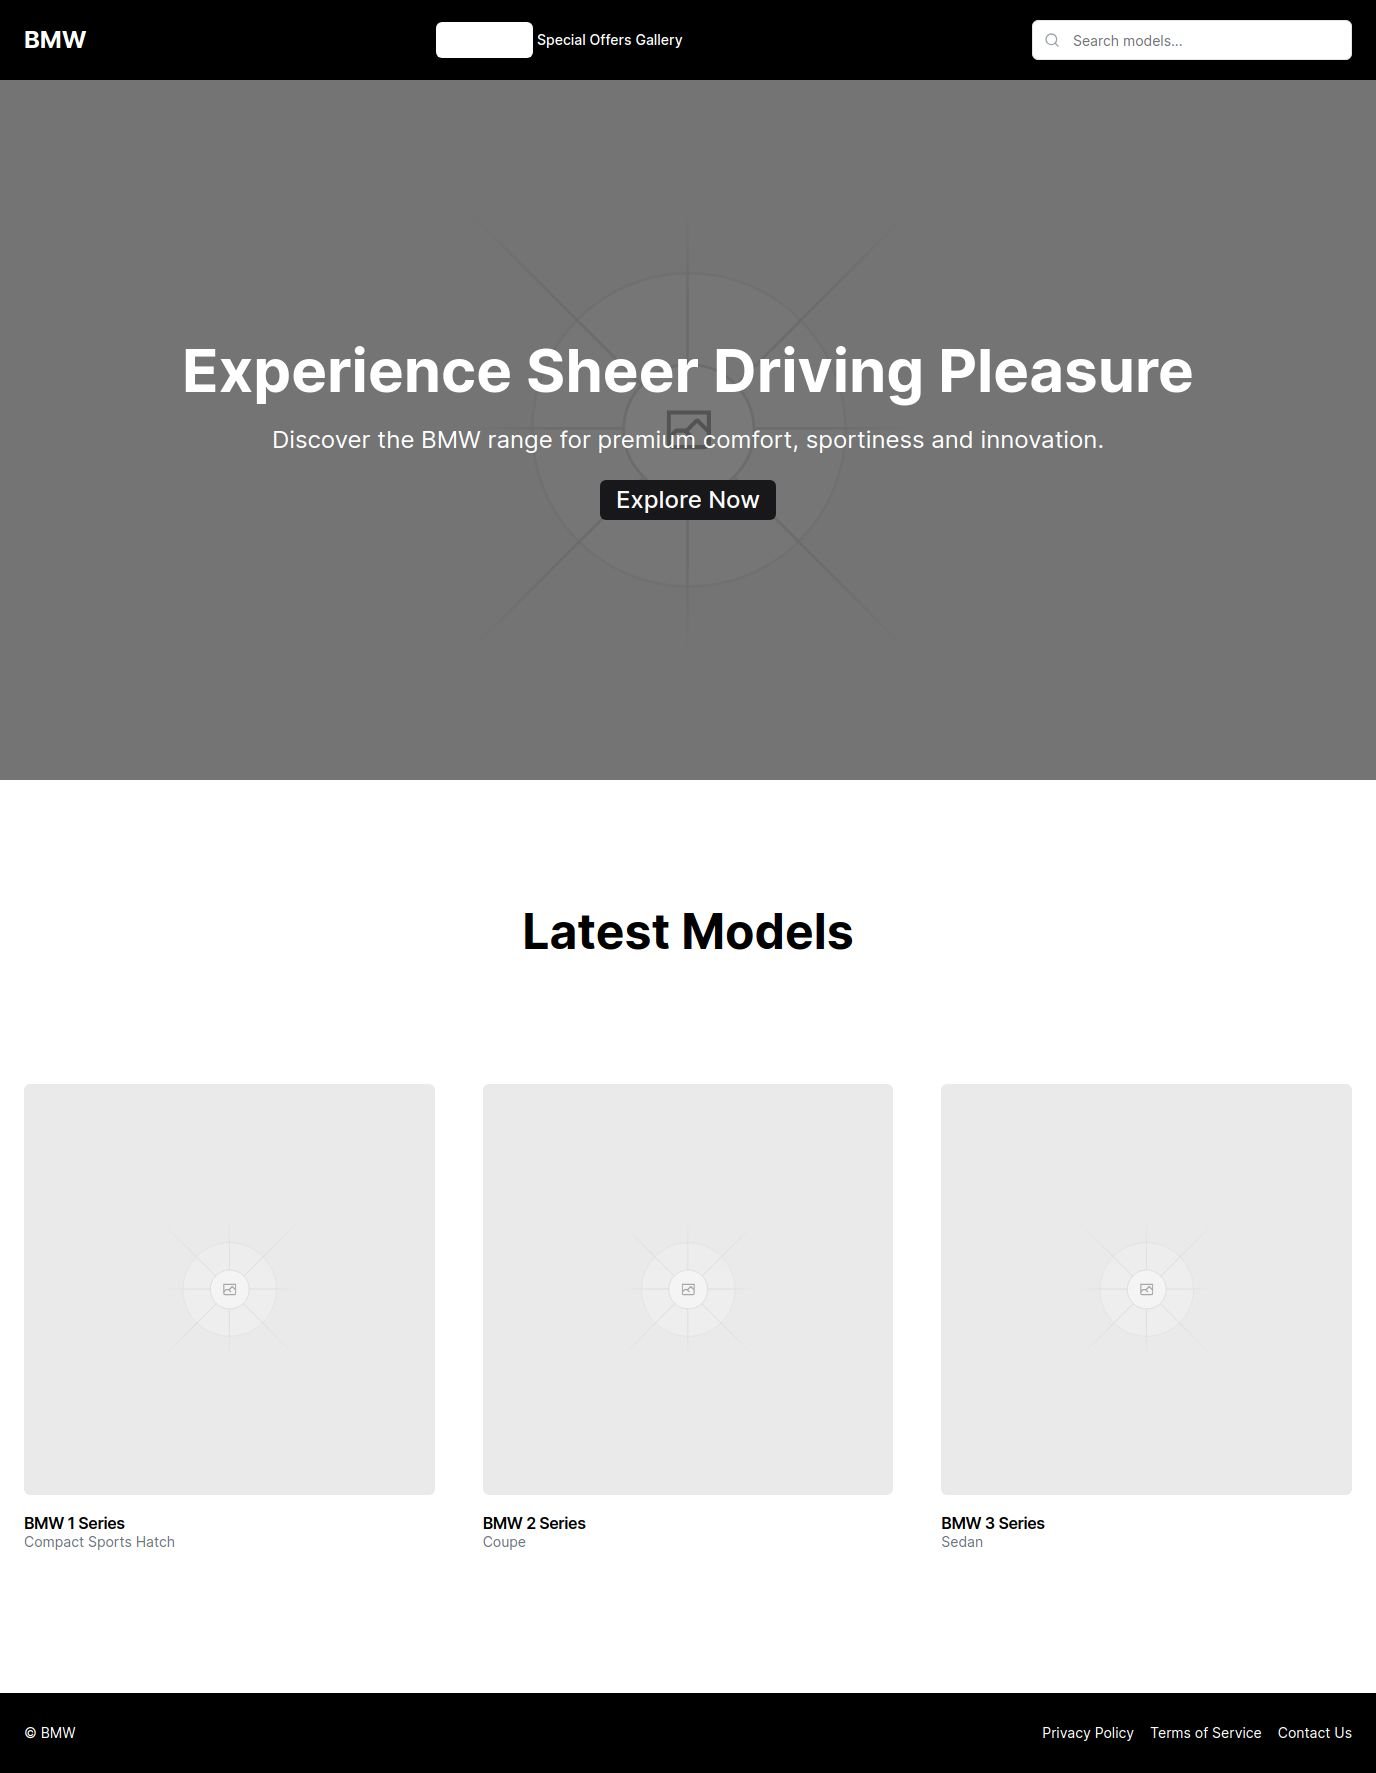 BMW
Special Offers Gallery
Search models...
Experience Sheer Driving Pleasure
Discover the BMW range for premium comfort, sportiness and innovation.
Explore Now
Latest Models
BMW 1 Series
Compact Sports Hatch
BMW 2 Series
Coupe
BMW 3 Series
Sedan
© BMW
Privacy Policy Terms of Service Contact Us